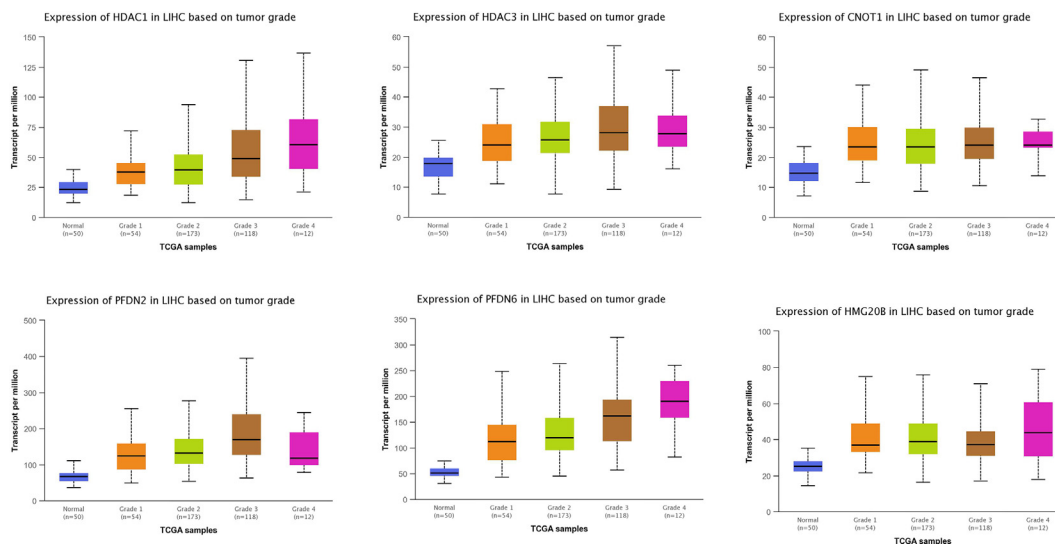 Expression of HDAC1 in LIHC based on tumor grade
Transcript per million
150
125
100
75
50
25
0
Normal
(n=50)
Grade 1
(n=54)
Grade 2
(n=173)
Grade 3
(n=118)
Grade 4
(n=12)
TCGA samples
Expression of HDAC3 in LIHC based on tumor grade
Transcript per million
60
50
40
30
20
10
0
Normal
(n=50)
Grade 1
(n=54)
Grade 2
(n=173)
Grade 3
(n=118)
Grade 4
(n=12)
TCGA samples
Expression of CNOT1 in LIHC based on tumor grade
Transcript per million
60
50
40
30
20
10
0
Normal
(n=50)
Grade 1
(n=54)
Grade 2
(n=173)
Grade 3
(n=118)
Grade 4
(n=12)
TCGA samples
Expression of PFDN2 in LIHC based on tumor grade
Transcript per million
500
400
300
200
100
0
Normal
(n=50)
Grade 1
(n=54)
Grade 2
(n=173)
Grade 3
(n=118)
Grade 4
(n=12)
TCGA samples
Expression of PFDN6 in LIHC based on tumor grade
Transcript per million
350
300
250
200
150
100
50
0
Normal
(n=50)
Grade 1
(n=54)
Grade 2
(n=173)
Grade 3
(n=118)
Grade 4
(n=12)
TCGA samples
Expression of HMG20B in LIHC based on tumor grade
Transcript per million
100
80
60
40
20
0
Normal
(n=50)
Grade 1
(n=54)
Grade 2
(n=173)
Grade 3
(n=118)
Grade 4
(n=12)
TCGA samples